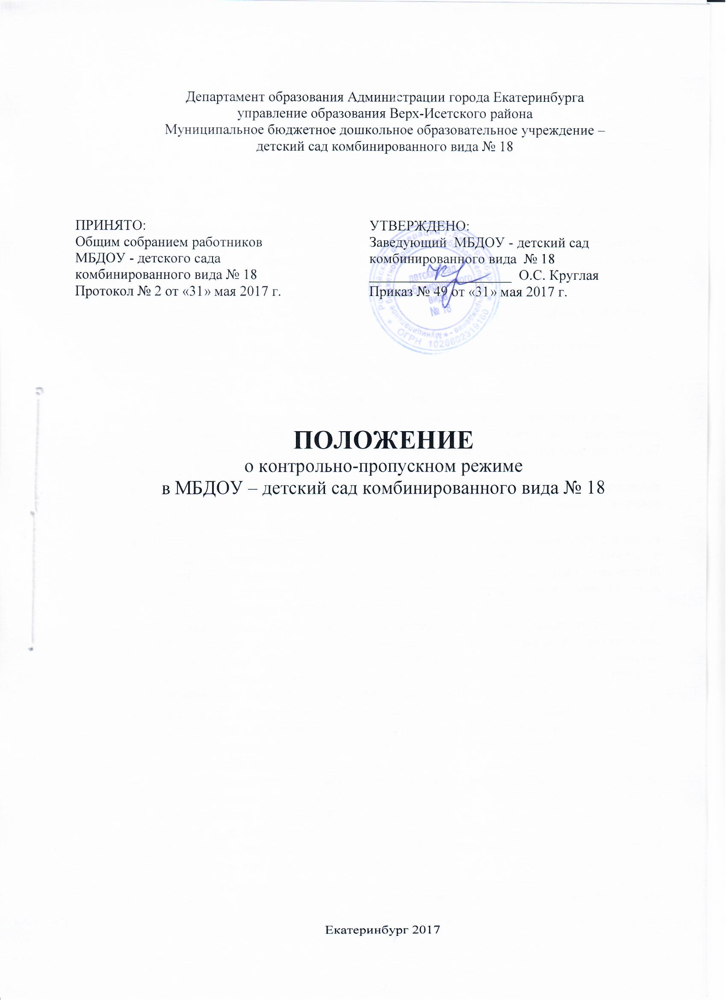 Департамент образования Администрации города Екатеринбурга
управление образования Верх-Исетского района
Муниципальное бюджетное дошкольное образовательное учреждение –
детский сад комбинированного вида № 18
ПРИНЯТО:
Общим собранием работников
МБДОУ - детского сада
комбинированного вида № 18
Протокол № 2 от «31» мая 2017 г.
УТВЕРЖДЕНО:
Заведующий МБДОУ - детский сад
комбинированного вида № 18
О.С. Круглая
Приказ № 49 от «31» мая 2017 г.
детский сад
комбинированного
вида
№ 18
ОГРН 1026602319160
ПОЛОЖЕНИЕ
о контрольно-пропускном режиме
в МБДОУ – детский сад комбинированного вида № 18
Екатеринбург 2017